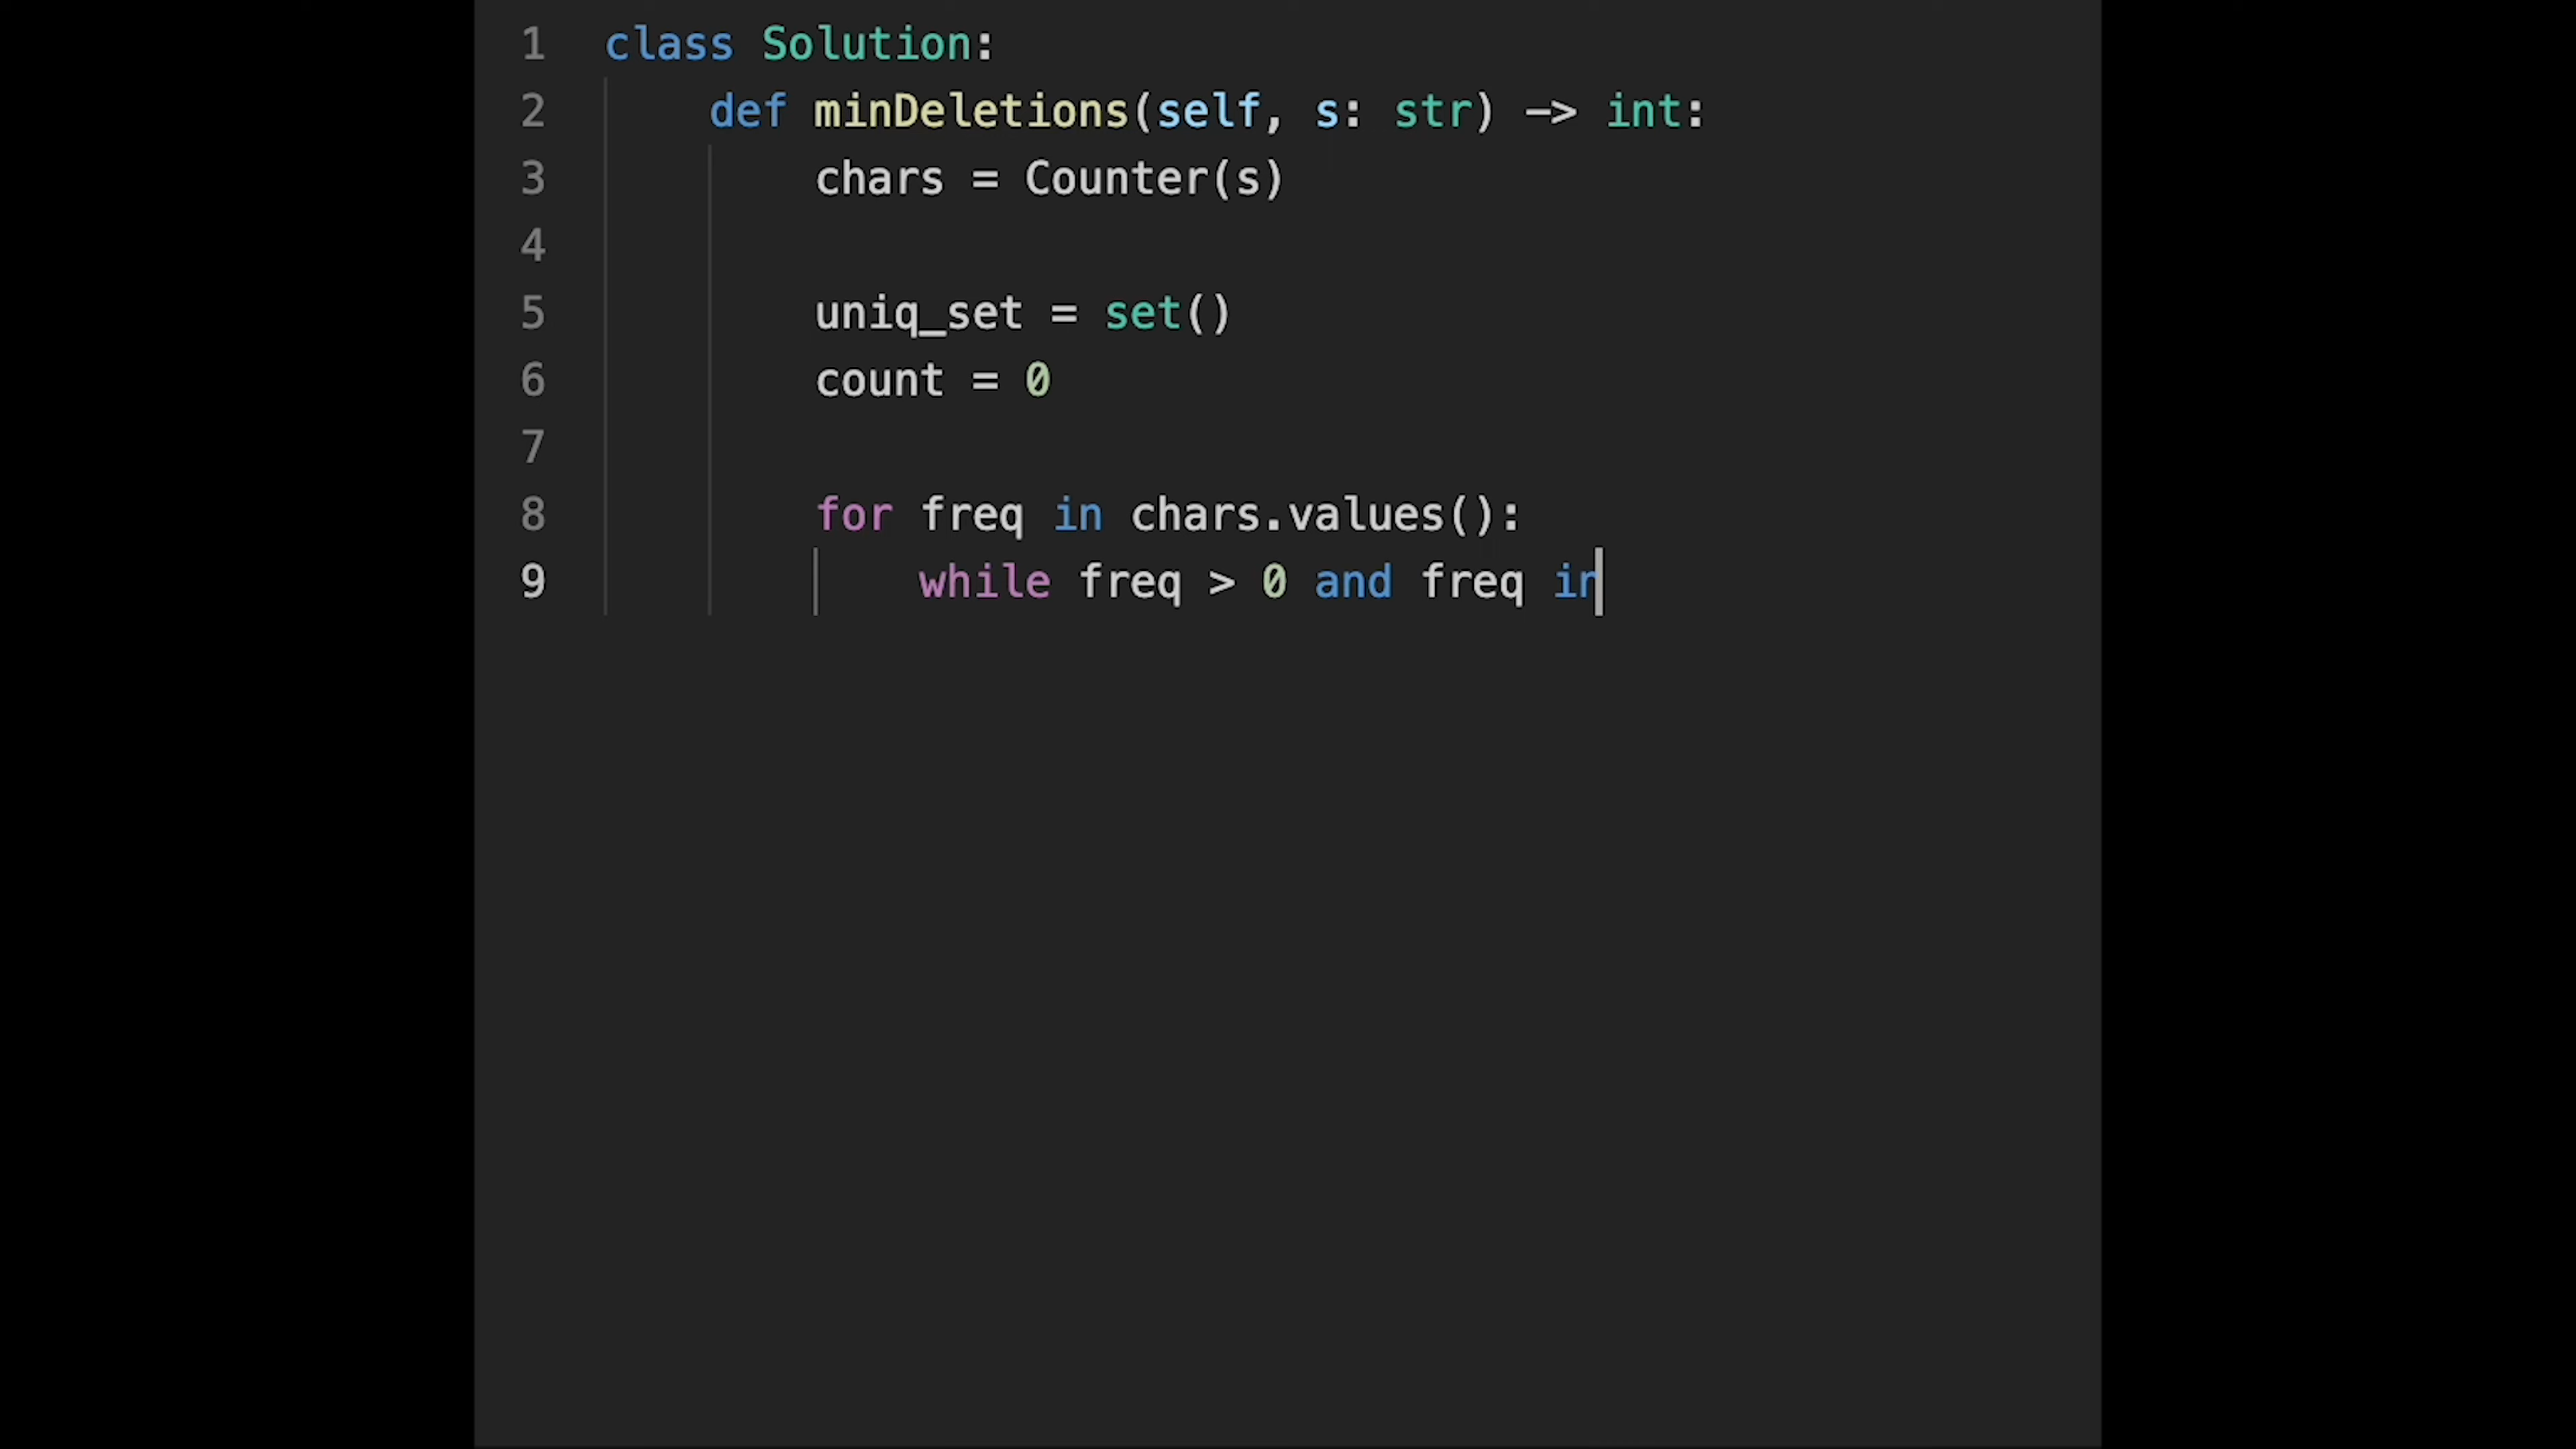 1 class Solution:
2 def minDeletions(self, s: str) -> int:
3 chars = Counter(s)
4
5 uniq_set = set()
6 count = 0
7
8 for freq in chars.values():
9 while freq > 0 and freq in